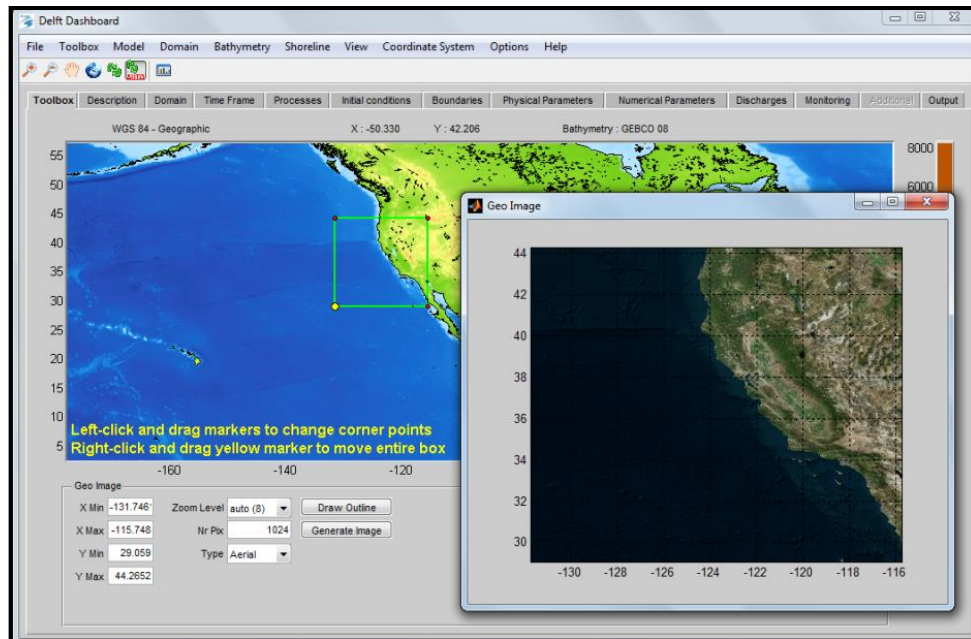 Delft Dashboard
File Toolbox Model Domain Bathymetry Shoreline View Coordinate System Options Help
Toolbox Description Domain Time Frame Processes Initial conditions Boundaries Physical Parameters Numerical Parameters Discharges Monitoring Additional Output
WGS 84 - Geographic X : -50.330 Y : 42.206 Bathymetry : GEBCO 08
55
50
45
40
35
30
25
20
15
10
5
-160 -140 -120
8000
6000
Left-click and drag markers to change corner points
Right-click and drag yellow marker to move entire box
Geo Image
X Min -131.746 Zoom Level auto (8) Draw Outline
X Max -115.748 Nr Pix 1024 Generate Image
Y Min 29.059 Type Aerial
Y Max 44.2652
Geo Image
44
42
40
38
36
34
32
30
-130 -128 -126 -124 -122 -120 -118 -116